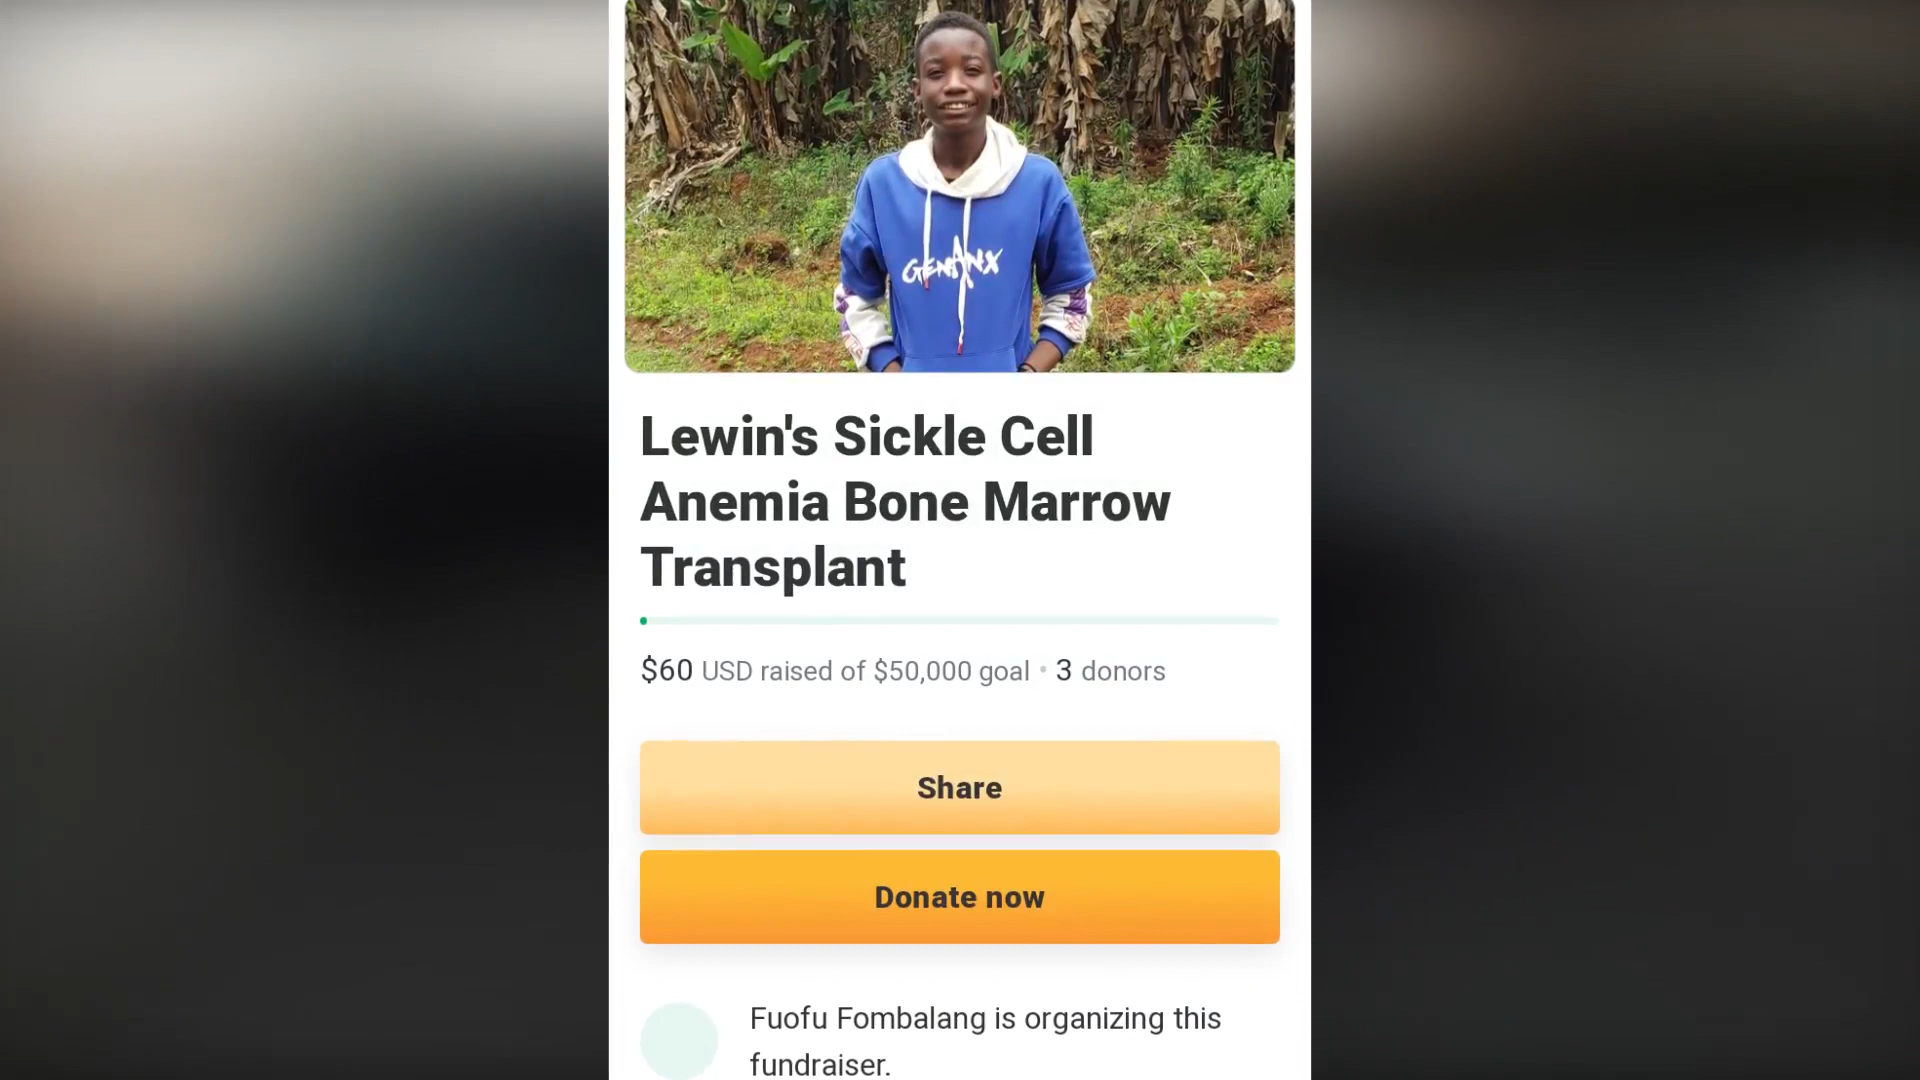 GENANX
Lewin's Sickle Cell
Anemia Bone Marrow
Transplant
$60 USD raised of $50,000 goal • 3 donors
Share
Donate now
Fuofu Fombalang is organizing this
fundraiser.